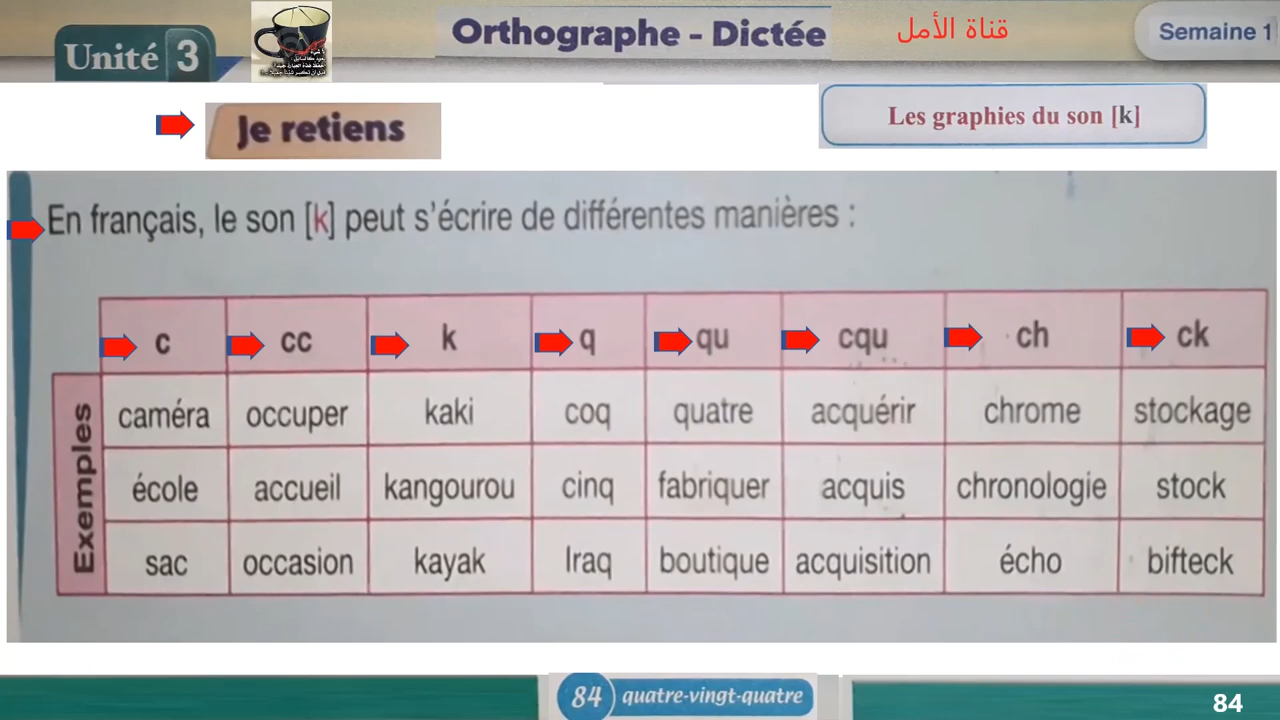 Unité 3
Orthographe - Dictée
قناة الأمل
Semaine 1
Je retiens
Les graphies du son [k]
En français, le son [k] peut s'écrire de différentes manières :
c cc k q qu cqu ch ck
Exemples
caméra occuper kaki coq quatre acquérir chrome stockage
école accueil kangourou cinq fabriquer acquis chronologie stock
sac occasion kayak Iraq boutique acquisition écho bifteck
84 quatre-vingt-quatre
84